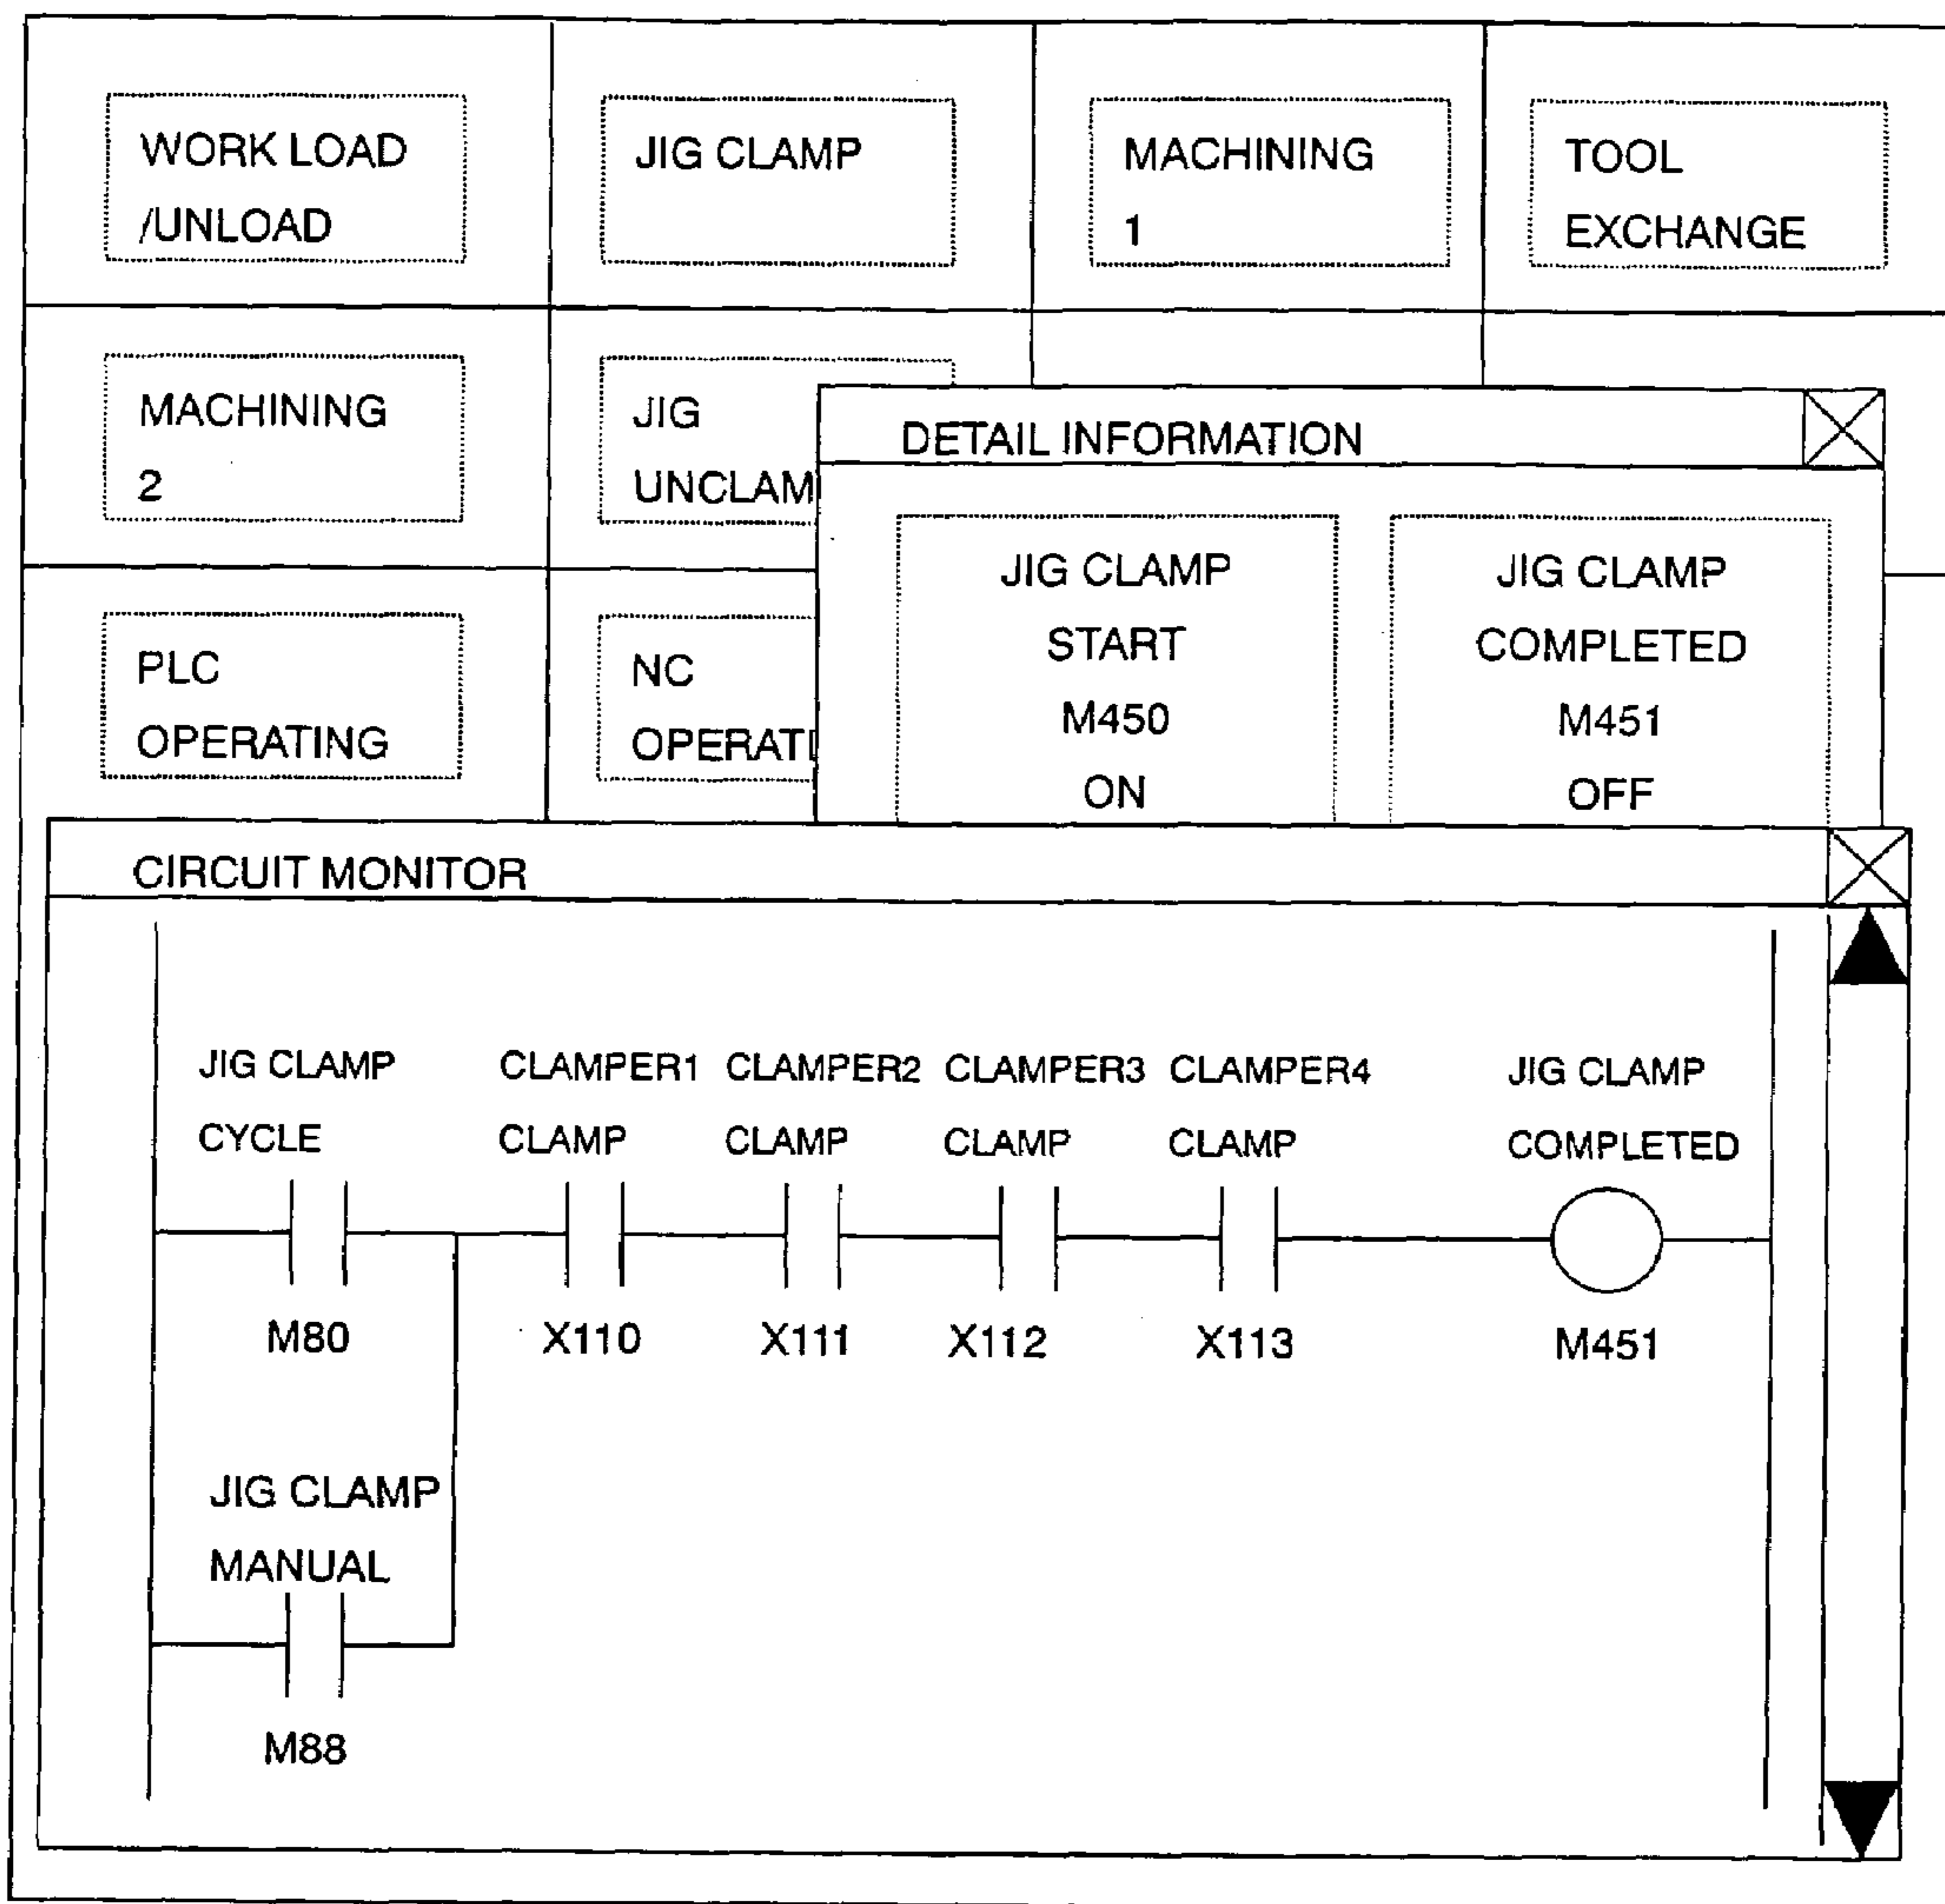 WORK LOAD
/UNLOAD
JIG CLAMP
MACHINING
1
TOOL
EXCHANGE
MACHINING
2
JIG
UNCLAM
PLC
OPERATING
NC
OPERATI
DETAIL INFORMATION
JIG CLAMP
START
M450
ON
JIG CLAMP
COMPLETED
M451
OFF
CIRCUIT MONITOR
JIG CLAMP
CYCLE
CLAMPER1
CLAMP
CLAMPER2
CLAMP
CLAMPER3
CLAMP
CLAMPER4
CLAMP
JIG CLAMP
COMPLETED
M80
X110
X111
X112
X113
M451
JIG CLAMP
MANUAL
M88